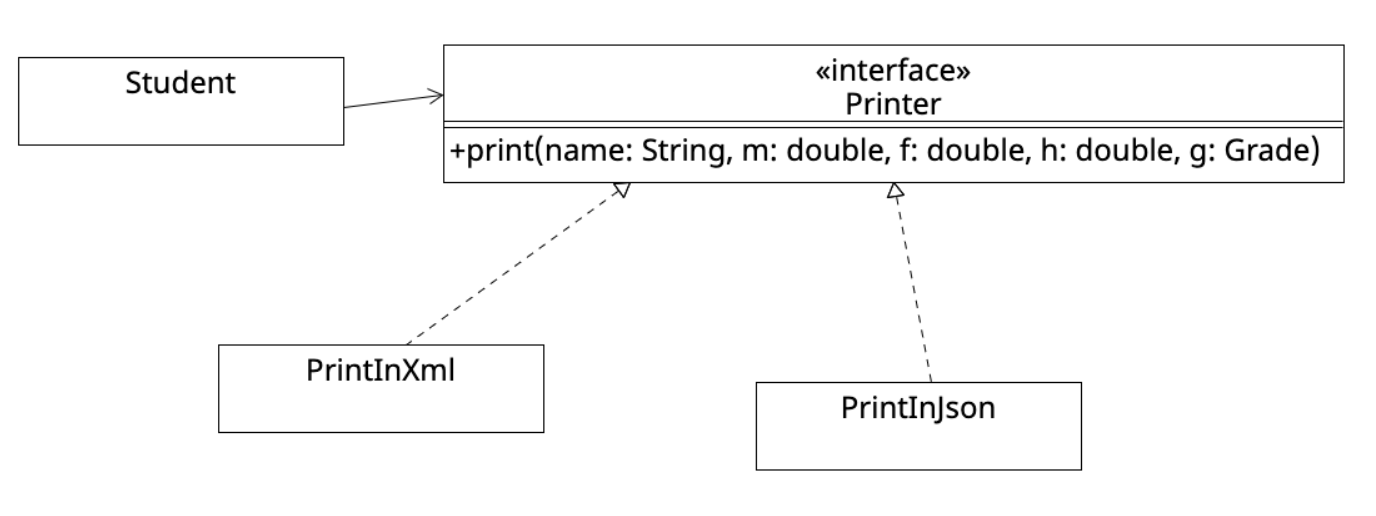 Student
«interface»
Printer
+print(name: String, m: double, f: double, h: double, g: Grade)
PrintInXml
PrintInJson